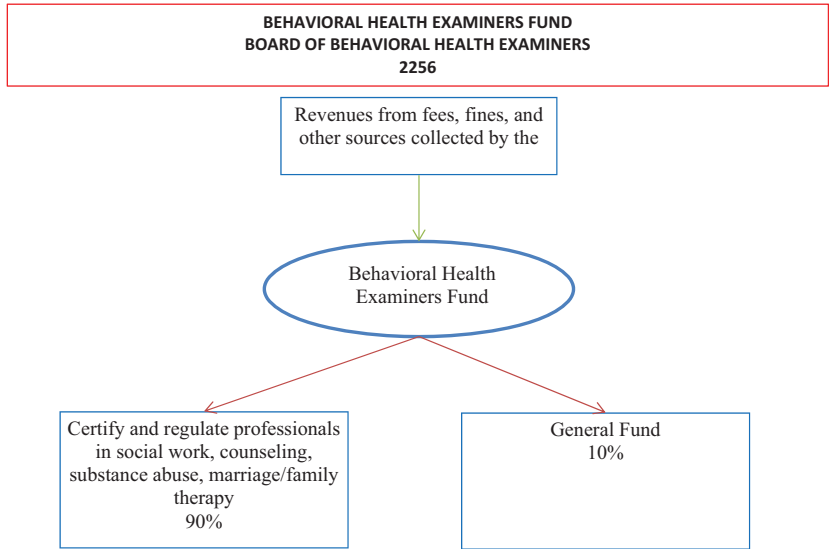 BEHAVIORAL HEALTH EXAMINERS FUND
BOARD OF BEHAVIORAL HEALTH EXAMINERS
2256
Revenues from fees, fines, and
other sources collected by the
Behavioral Health
Examiners Fund
Certify and regulate professionals
in social work, counseling,
substance abuse, marriage/family
therapy
90%
General Fund
10%